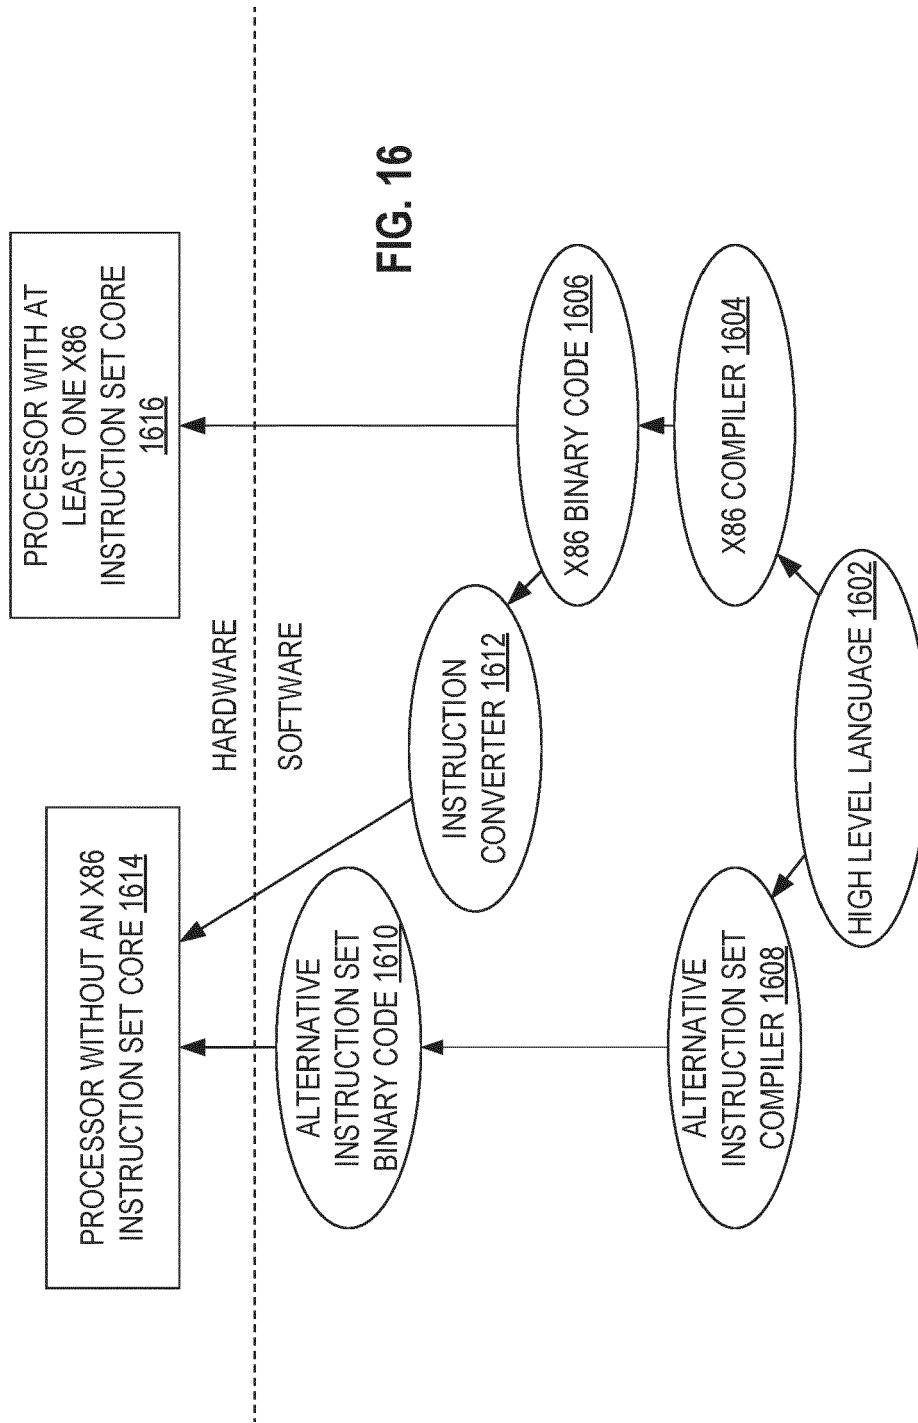 PROCESSOR WITHOUT AN X86
INSTRUCTION SET CORE 1614
PROCESSOR WITH AT
LEAST ONE X86
INSTRUCTION SET CORE
1616
HARDWARE
SOFTWARE
ALTERNATIVE
INSTRUCTION SET
BINARY CODE 1610
INSTRUCTION
CONVERTER 1612
X86 BINARY CODE 1606
ALTERNATIVE
INSTRUCTION SET
COMPILER 1608
X86 COMPILER 1604
HIGH LEVEL LANGUAGE 1602
FIG. 16